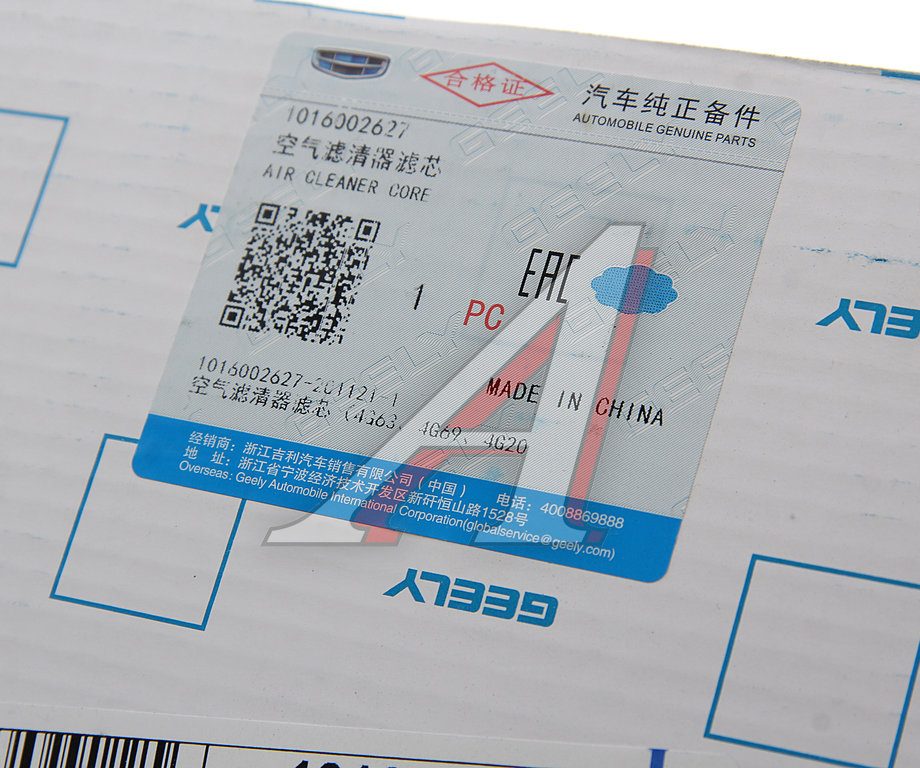 合格证
汽车纯正备件
AUTOMOBILE GENUINE PARTS
1016002627
空气滤清器滤芯
AIR CLEANER CORE
EAC
1 PC
MADE IN CHINA
1016002627-201121-1
空气滤清器滤芯 (4G63、4G69、4G20
经销商：浙江吉利汽车销售有限公司（中国） 电话：4008869888
地 址：浙江省宁波经济技术开发区新矸恒山路1528号
Overseas: Geely Automobile International Corporation(globalservice@geely.com)
GEELY
GEELY